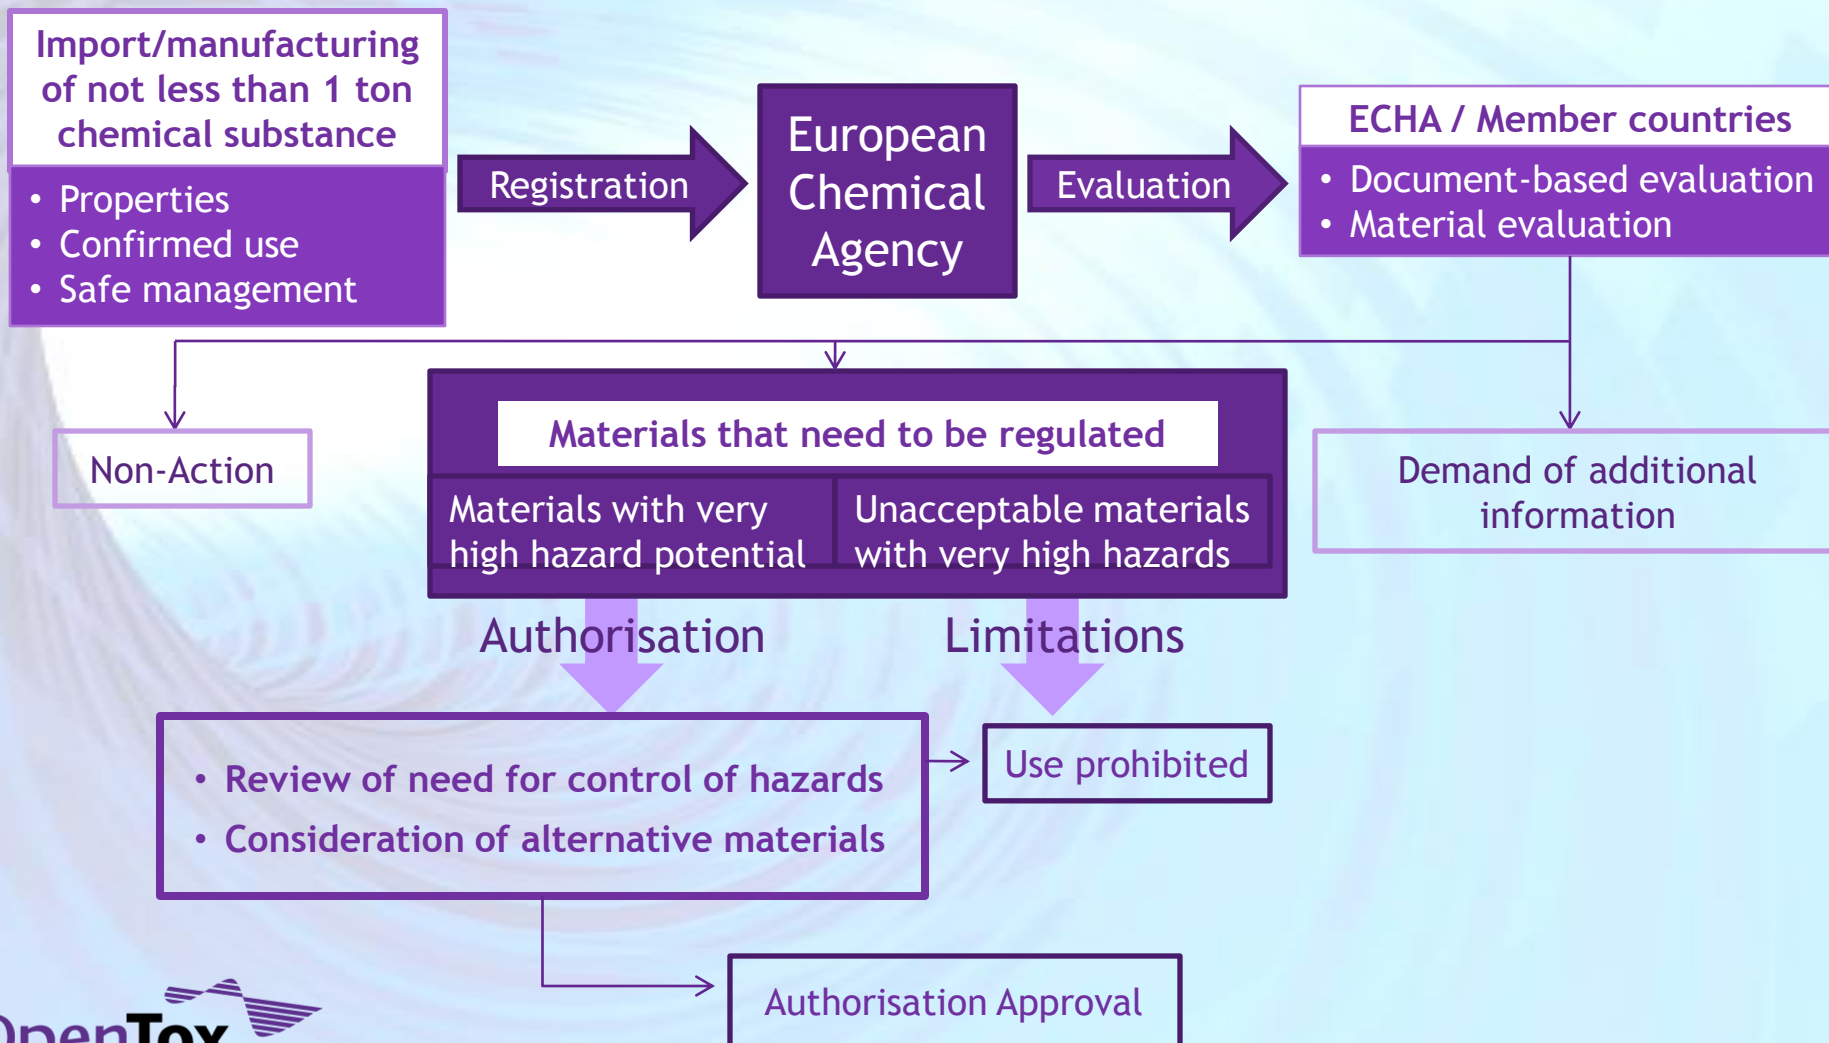 Import/manufacturing
of not less than 1 ton
chemical substance
• Properties
• Confirmed use
• Safe management
Registration
European
Chemical
Agency
Evaluation
ECHA / Member countries
• Document-based evaluation
• Material evaluation
Non-Action
Materials that need to be regulated
Materials with very
high hazard potential
Unacceptable materials
with very high hazards
Demand of additional
information
Authorisation
Limitations
• Review of need for control of hazards
• Consideration of alternative materials
Use prohibited
Authorisation Approval
OpenTox